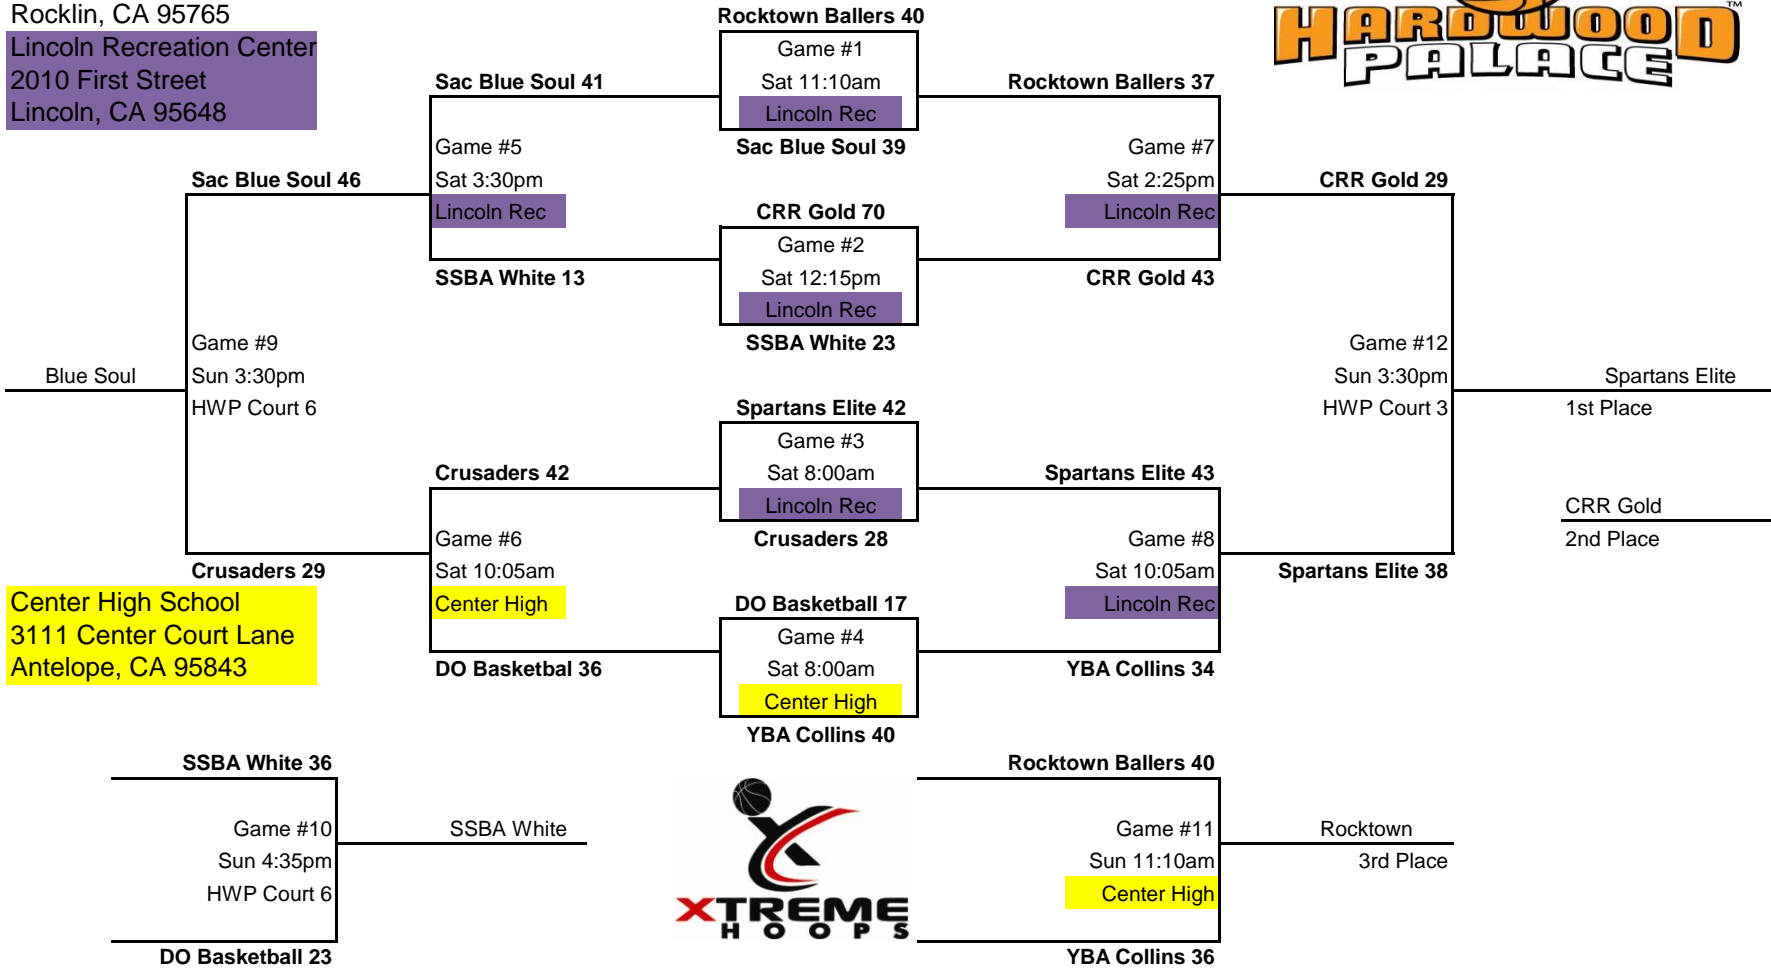 Rocklin, CA 95765
Lincoln Recreation Center
2010 First Street
Lincoln, CA 95648
HARDWOOD
PALACE
TM
Rocktown Ballers 40
Game #1
Sat 11:10am
Lincoln Rec
Sac Blue Soul 39
Sac Blue Soul 41
Game #5
Sat 3:30pm
Lincoln Rec
SSBA White 13
Rocktown Ballers 37
Game #7
Sat 2:25pm
Lincoln Rec
CRR Gold 43
CRR Gold 70
Game #2
Sat 12:15pm
Lincoln Rec
SSBA White 23
Sac Blue Soul 46
Game #9
Sun 3:30pm
HWP Court 6
Crusaders 29
Blue Soul
CRR Gold 29
Game #12
Sun 3:30pm
HWP Court 3
Spartans Elite 38
Spartans Elite
1st Place
CRR Gold
2nd Place
Spartans Elite 42
Game #3
Sat 8:00am
Lincoln Rec
Crusaders 28
Crusaders 42
Game #6
Sat 10:05am
Center High
DO Basketbal 36
Spartans Elite 43
Game #8
Sat 10:05am
Lincoln Rec
YBA Collins 34
DO Basketball 17
Game #4
Sat 8:00am
Center High
YBA Collins 40
Center High School
3111 Center Court Lane
Antelope, CA 95843
SSBA White 36
Game #10
Sun 4:35pm
HWP Court 6
DO Basketball 23
SSBA White
XTREME
HOOPS
Rocktown Ballers 40
Game #11
Sun 11:10am
Center High
YBA Collins 36
Rocktown
3rd Place